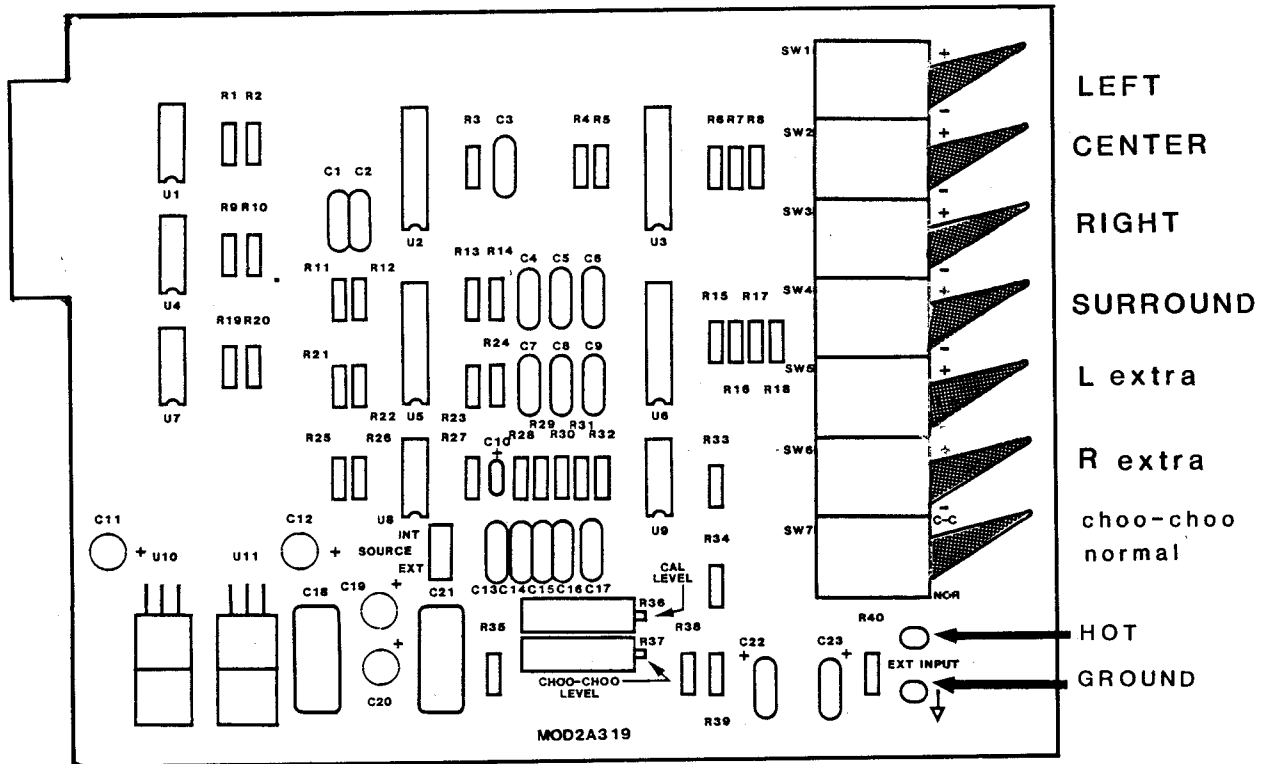 SW1
+
LEFT
R1 R2
R3 C3
R4 R5
R6 R7 R8
-
SW2
+
CENTER
C1 C2
U1
-
SW3
+
RIGHT
R9 R10
U2
U3
R11 R12
R13 R14 C4 C5 C6
-
SW4
+
SURROUND
U4
R15 R17
R19 R20
R21
R24
C7 C8 C9
-
SW5
+
L extra
R16 R18
U7
R22 U5 R23
R29 R31
U6
R25 R26 R27 C10 + R28 R30 R32
R33
SW6
+
R extra
-
C-C
choo-choo
normal
SW7
C11 +
U10 U11
C12 +
U8
INT
SOURCE
EXT
U9
R34
C18 C19 + C21
C13 C14 C15 C16 C17
CAL
LEVEL
NOR
R35
R36
R37
R38
R40
HOT
C20 +
CHOO-CHOO
LEVEL
C22 +
C23 +
EXT INPUT
GROUND
R39
MOD2A319